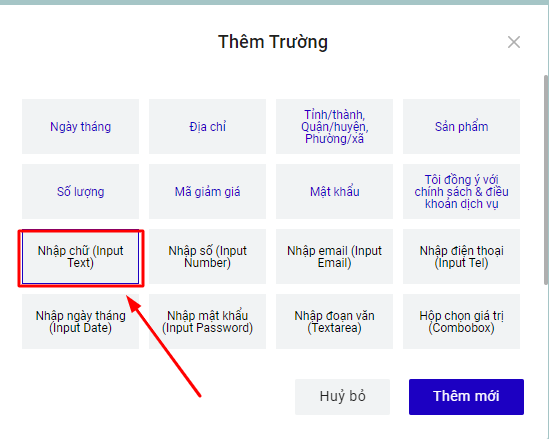 Thêm Trường
Ngày tháng
Địa chỉ
Tỉnh/thành,
Quận/huyện,
Phường/xã
Sản phẩm
Số lượng
Mã giảm giá
Mật khẩu
Tôi đồng ý với
chính sách & điều
khoản dịch vụ
Nhập chữ (Input
Text)
Nhập số (Input
Number)
Nhập email (Input
Email)
Nhập điện thoại
(Input Tel)
Nhập ngày tháng
(Input Date)
Nhập mật khẩu
(Input Password)
Nhập đoạn văn
(Textarea)
Hộp chọn giá trị
(Combobox)
Huỷ bỏ
Thêm mới